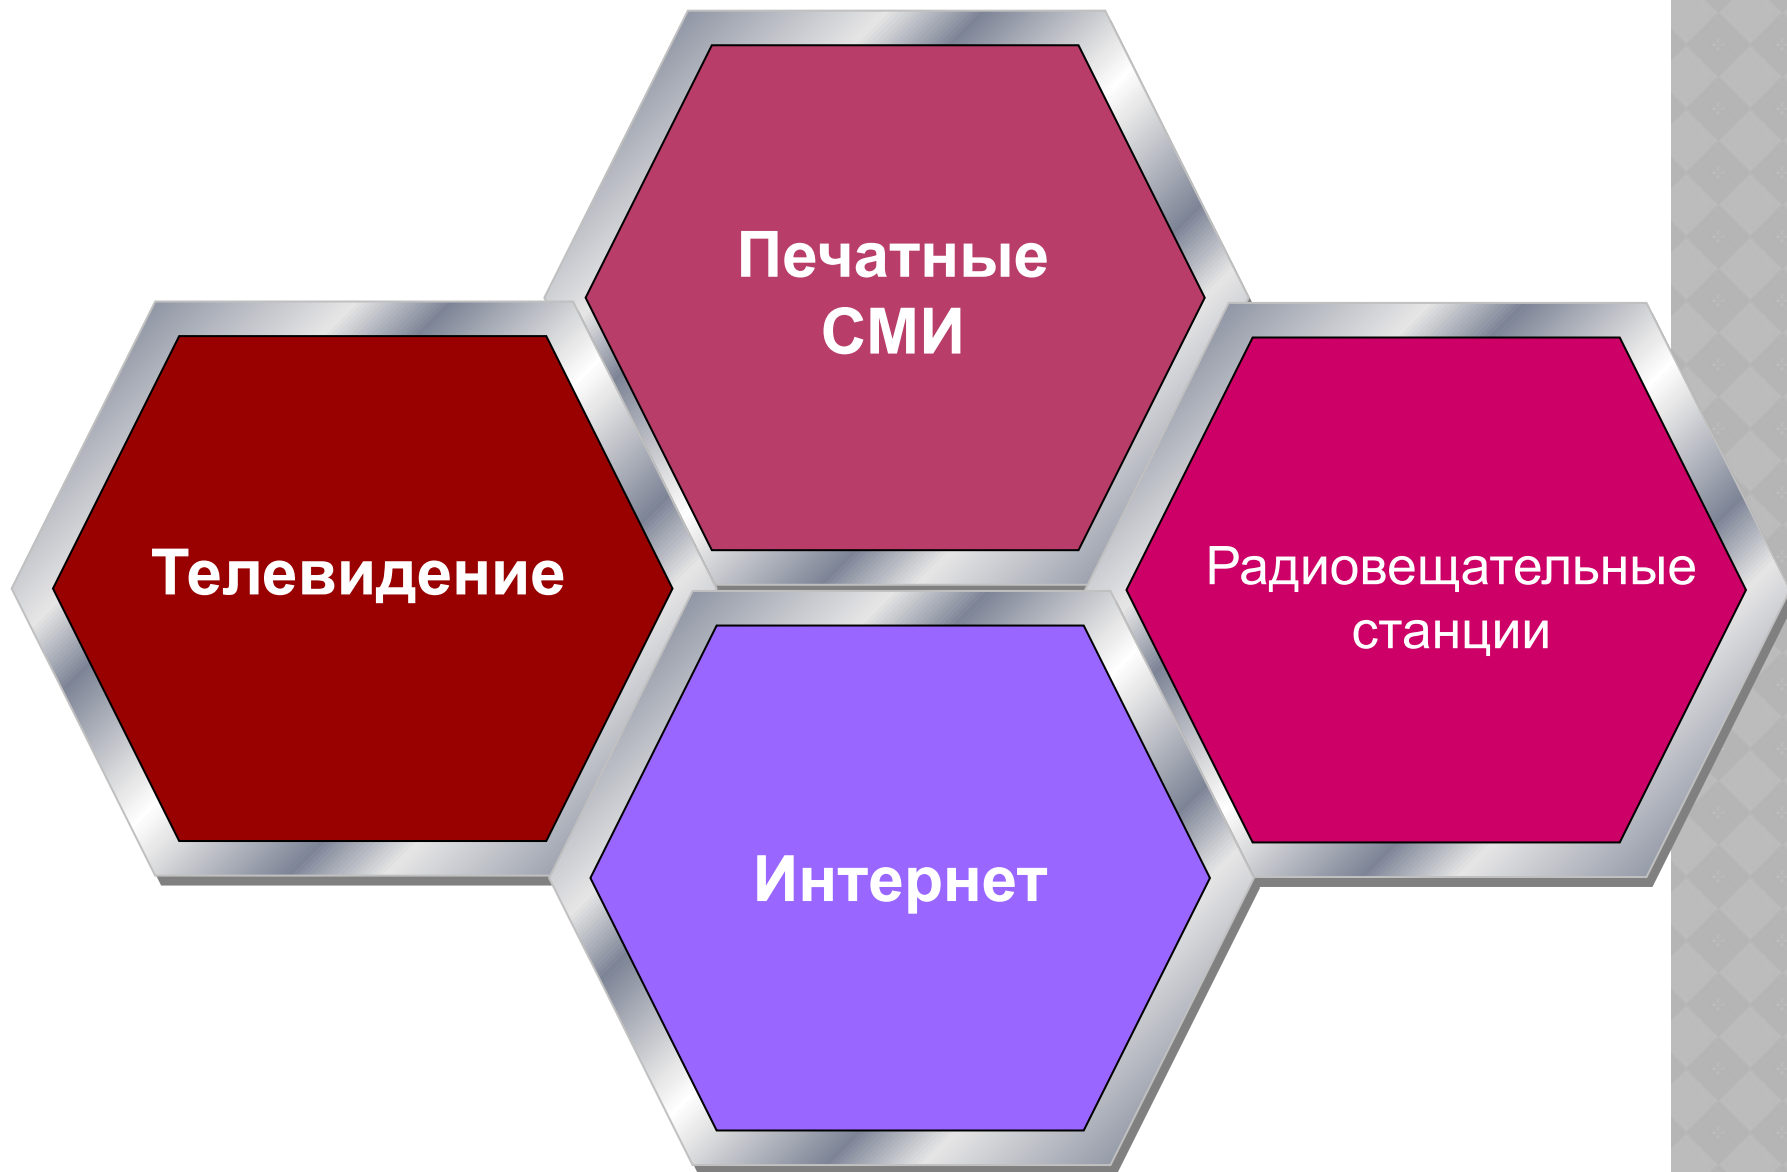 Печатные
СМИ
Телевидение
Радиовещательные
станции
Интернет